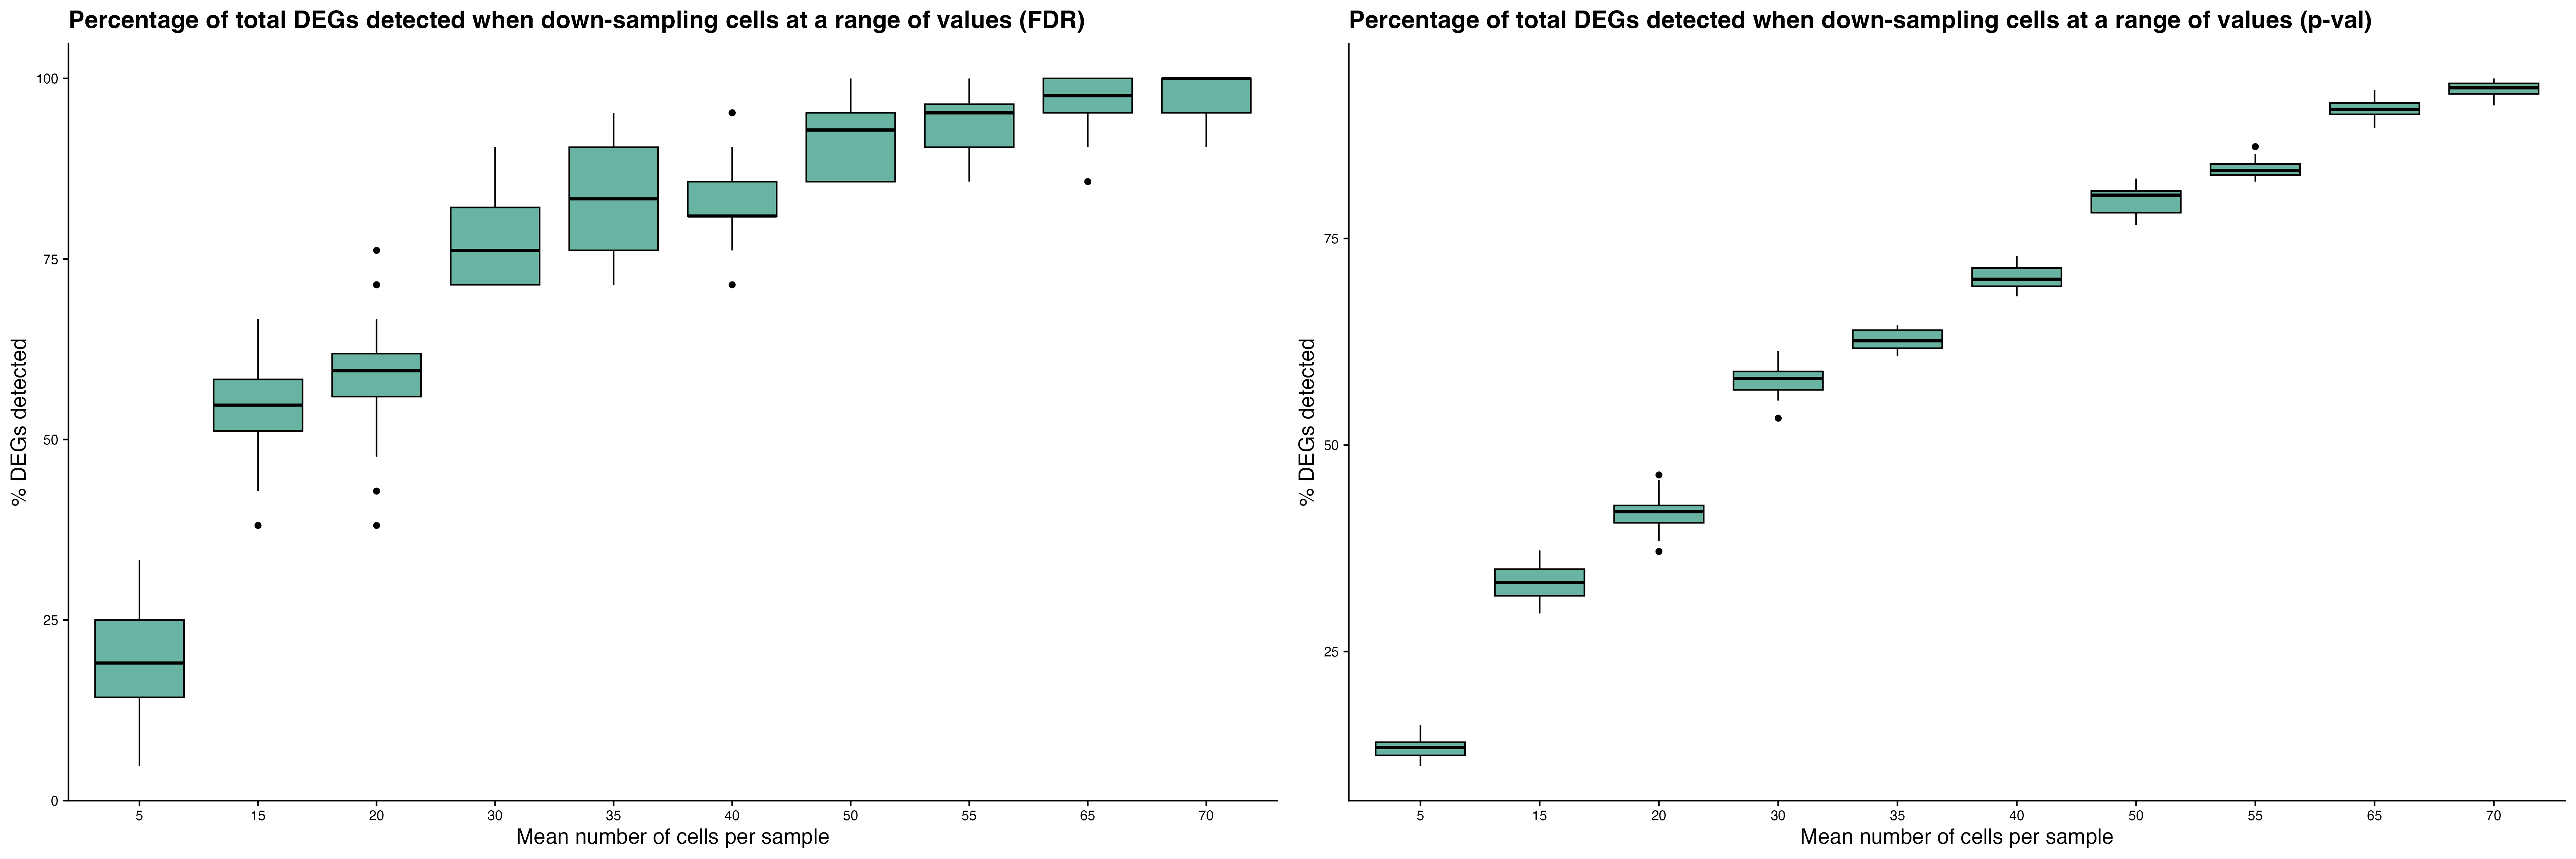 Percentage of total DEGs detected when down-sampling cells at a range of values (FDR)
% DEGs detected
100
75
50
25
0
5 15 20 30 35 40 50 55 65 70
Mean number of cells per sample
Percentage of total DEGs detected when down-sampling cells at a range of values (p-val)
% DEGs detected
75
50
25
5 15 20 30 35 40 50 55 65 70
Mean number of cells per sample